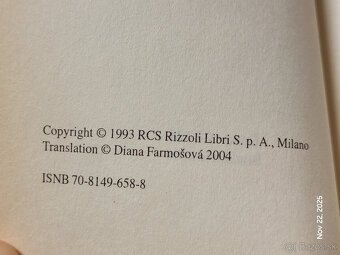 Copyright © 1993 RCS Rizzoli Libri S. p. A., Milano
Translation © Diana Farmošová 2004
ISNB 70-8149-658-8
Nov 22, 2025